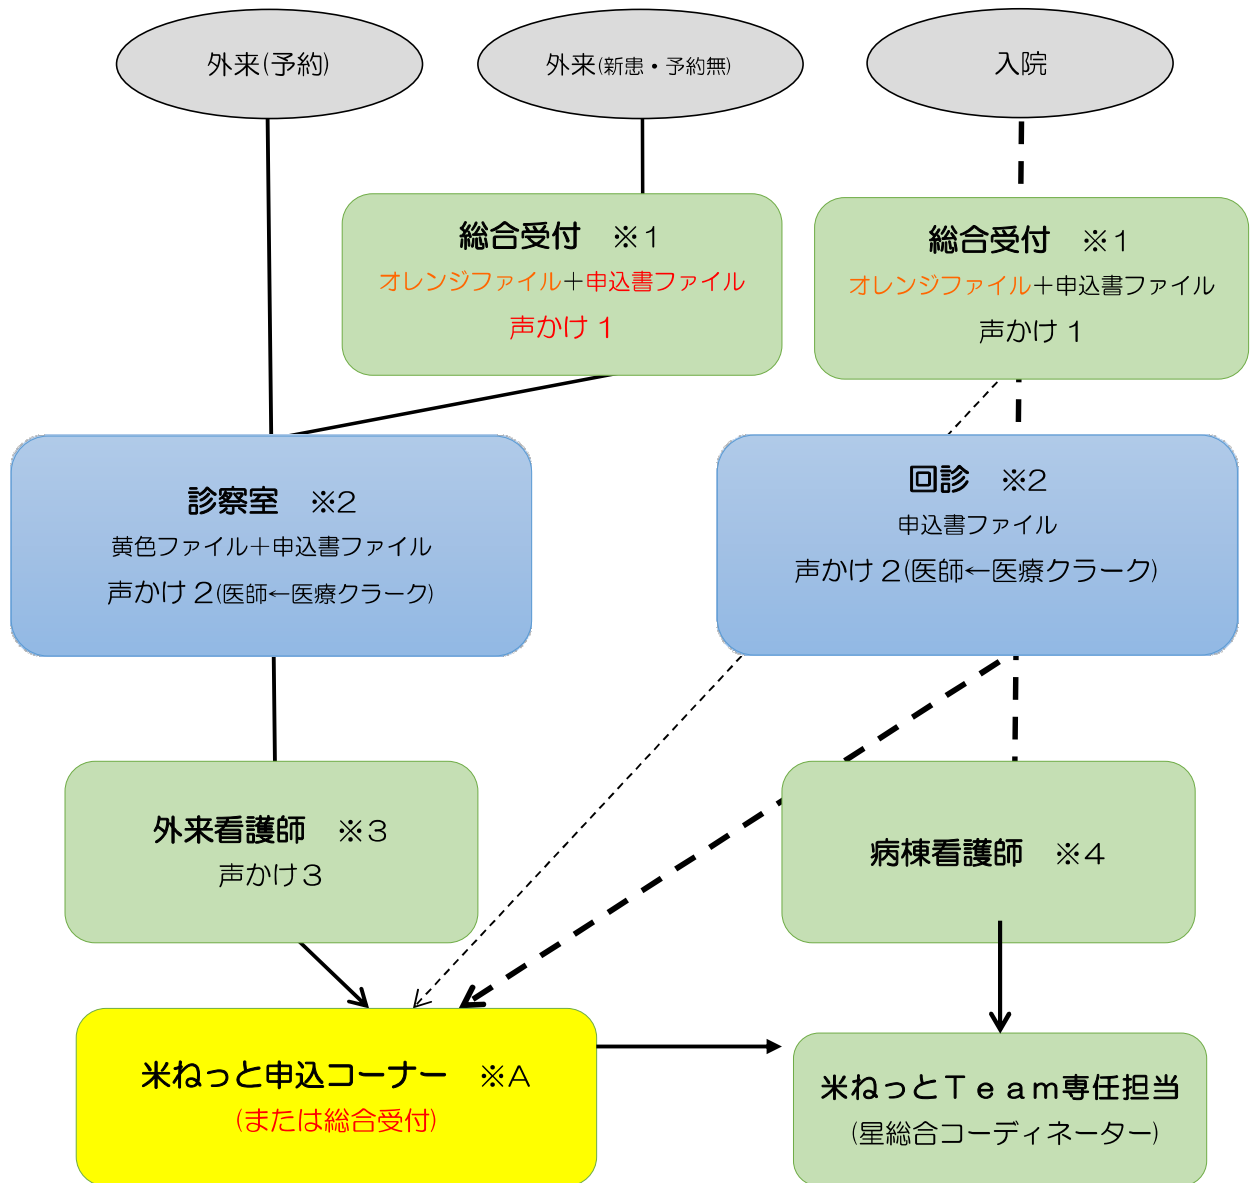 外来(予約)
外来(新患・予約無)
入院
総合受付　※1
オレンジファイル＋申込書ファイル
声かけ 1
総合受付　※1
オレンジファイル＋申込書ファイル
声かけ 1
診察室　※2
黄色ファイル＋申込書ファイル
声かけ 2(医師←医療クラーク)
回診　※2
申込書ファイル
声かけ 2(医師←医療クラーク)
外来看護師　※3
声かけ3
病棟看護師　※4
米ねっと申込コーナー　※A
(または総合受付)
米ねっとＴｅａｍ専任担当
(星総合コーディネーター)